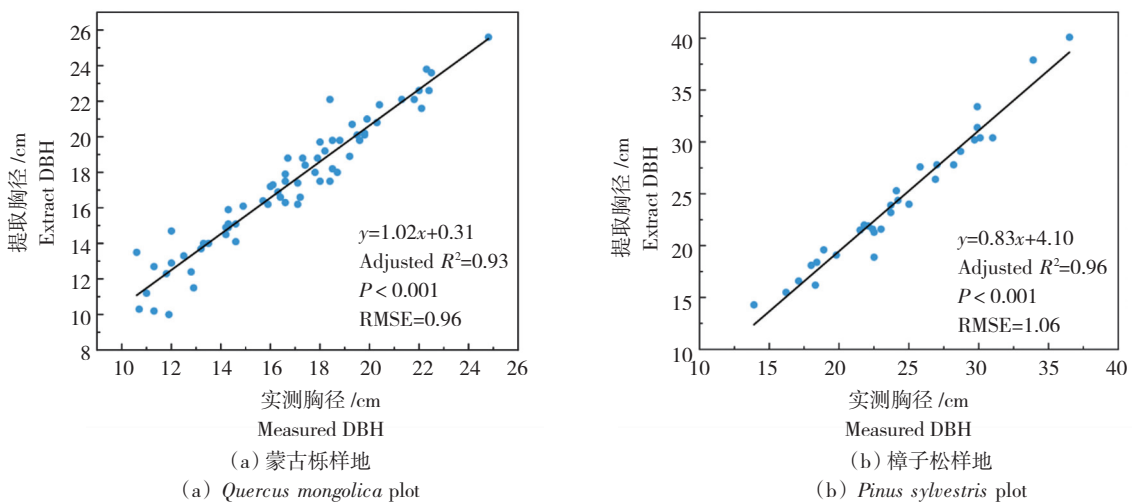 26
24
22
20
18
16
14
12
10
8
提取胸径 /cm
Extract DBH
y=1.02x+0.31
Adjusted R²=0.93
P < 0.001
RMSE=0.96
10 12 14 16 18 20 22 24 26
实测胸径 /cm
Measured DBH
(a) 蒙古栎样地
(a) Quercus mongolica plot
40
35
30
25
20
15
10
提取胸径 /cm
Extract DBH
y=0.83x+4.10
Adjusted R²=0.96
P < 0.001
RMSE=1.06
10 15 20 25 30 35 40
实测胸径 /cm
Measured DBH
(b) 樟子松样地
(b) Pinus sylvestris plot